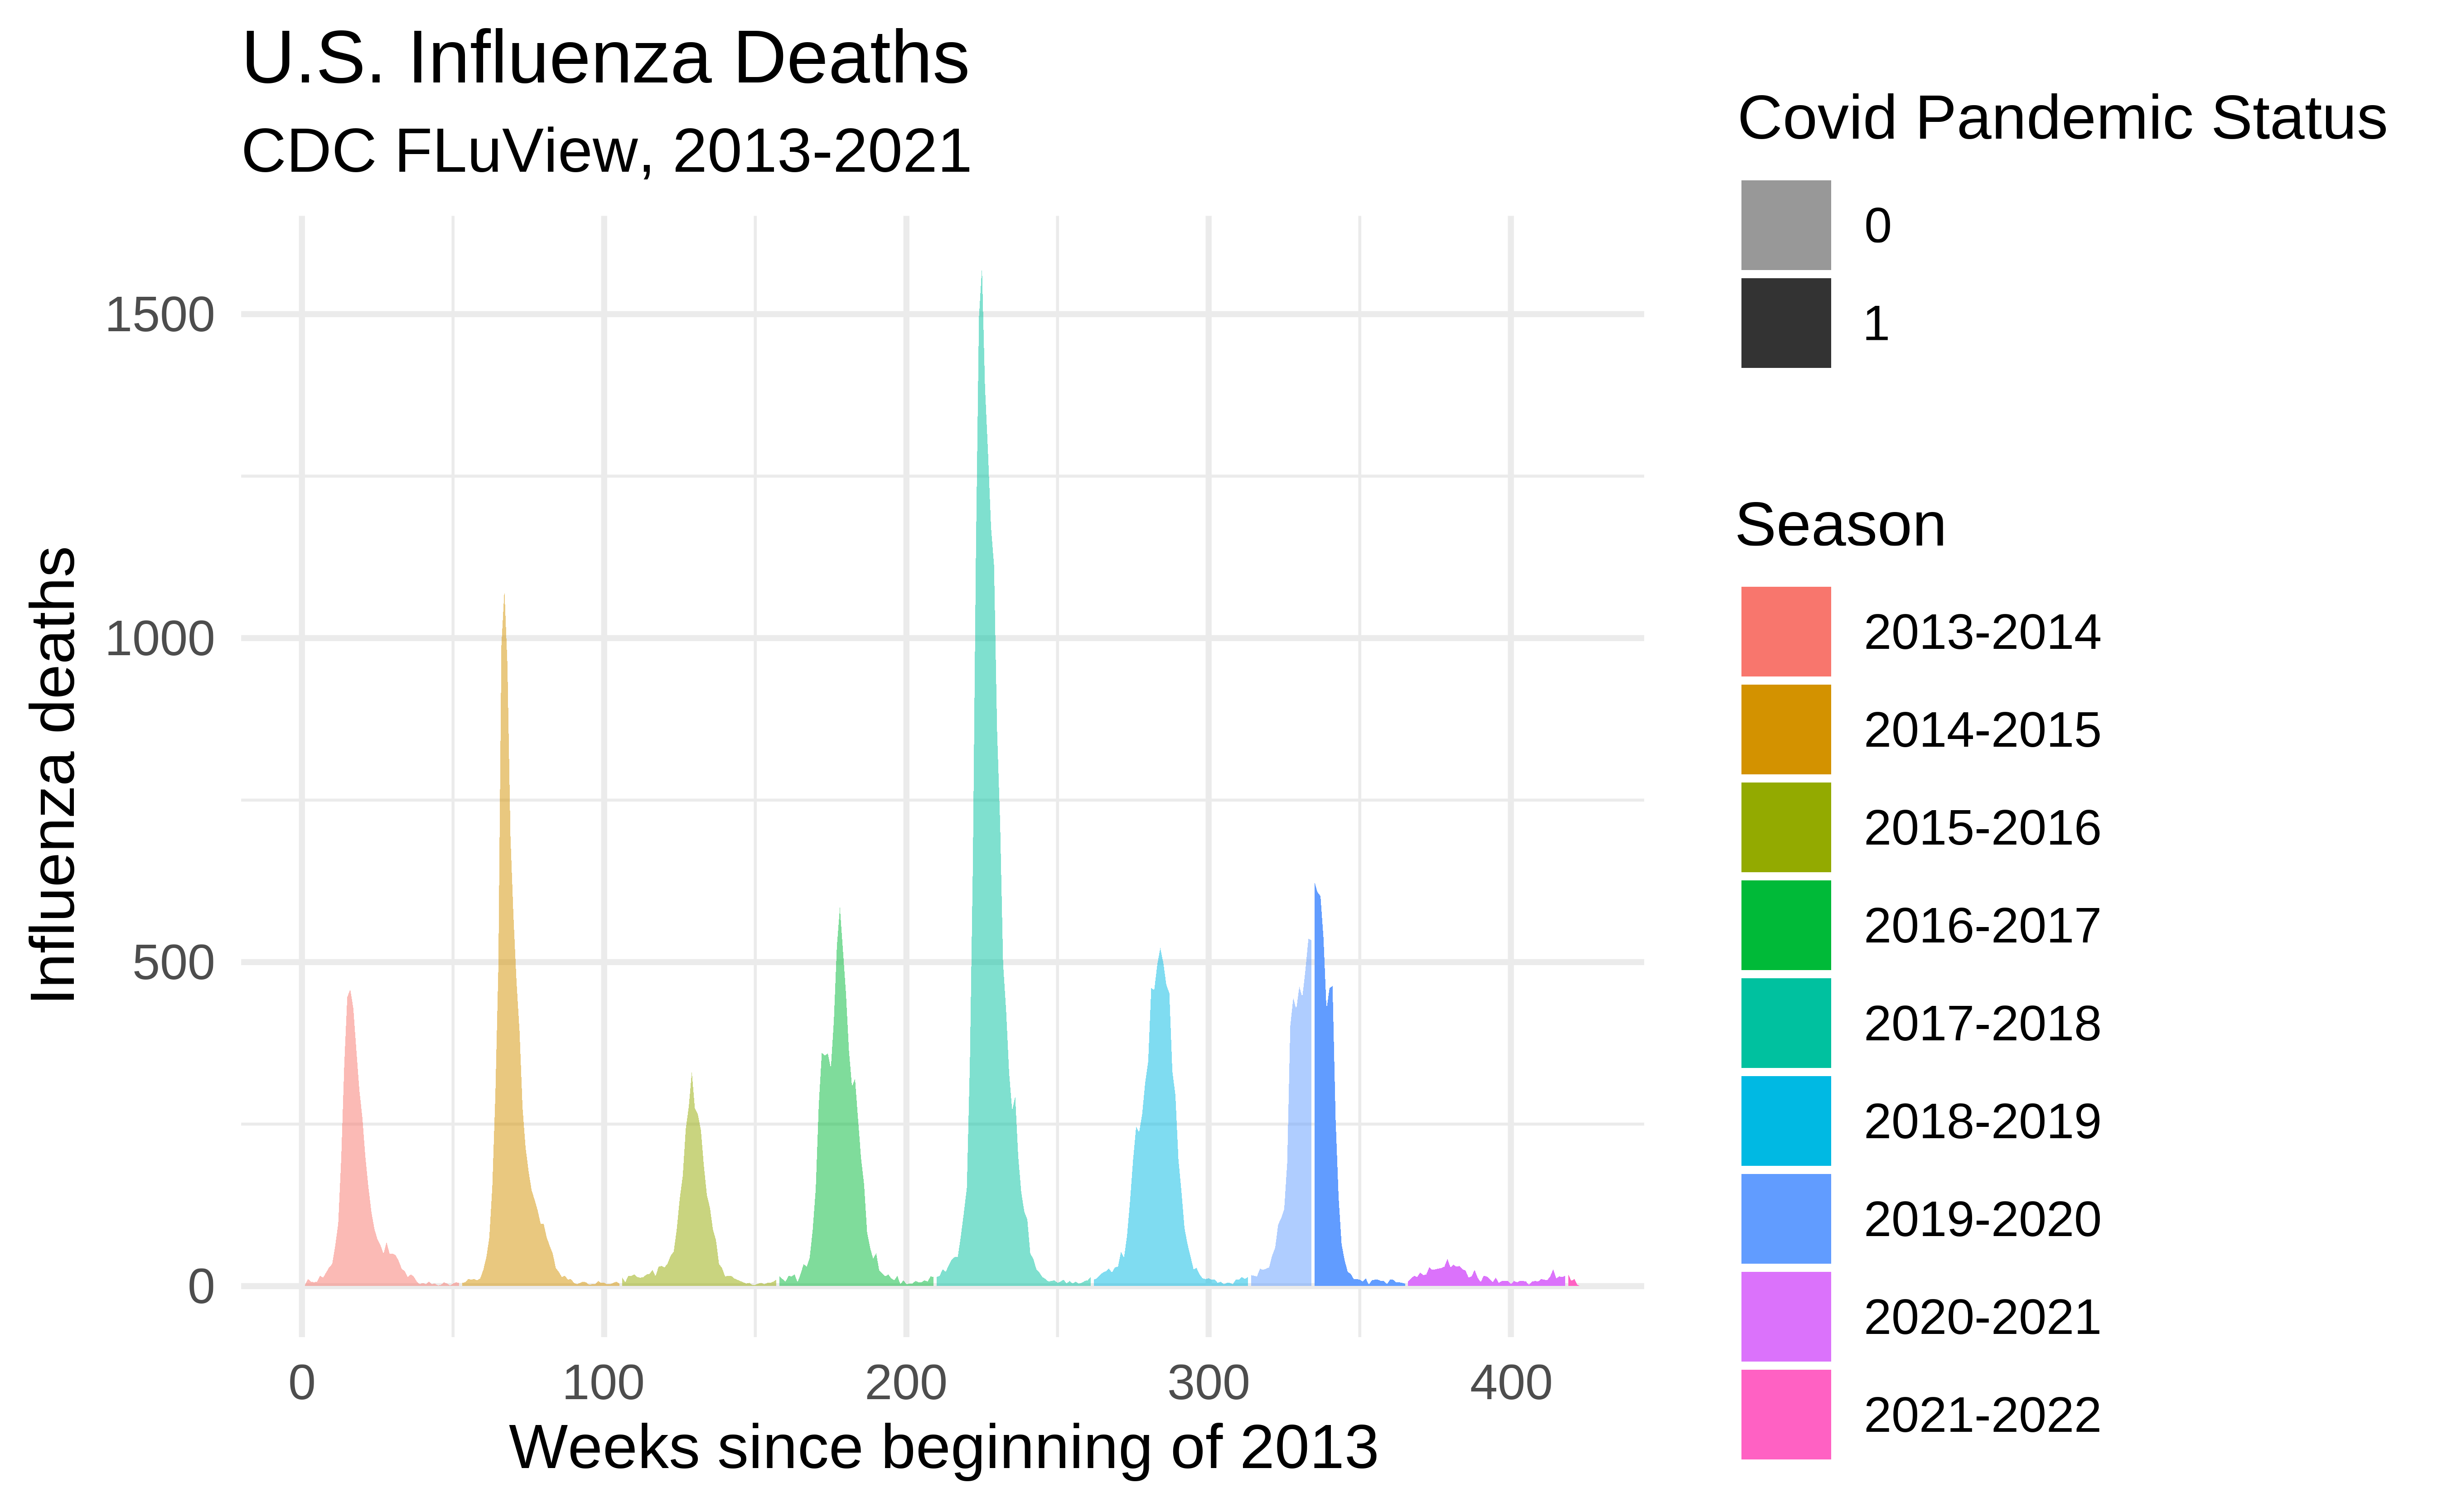 U.S. Influenza Deaths
CDC FLuView, 2013-2021
Influenza deaths
1500
1000
500
0
0 100 200 300 400
Weeks since beginning of 2013
Covid Pandemic Status
0
1
Season
2013-2014
2014-2015
2015-2016
2016-2017
2017-2018
2018-2019
2019-2020
2020-2021
2021-2022